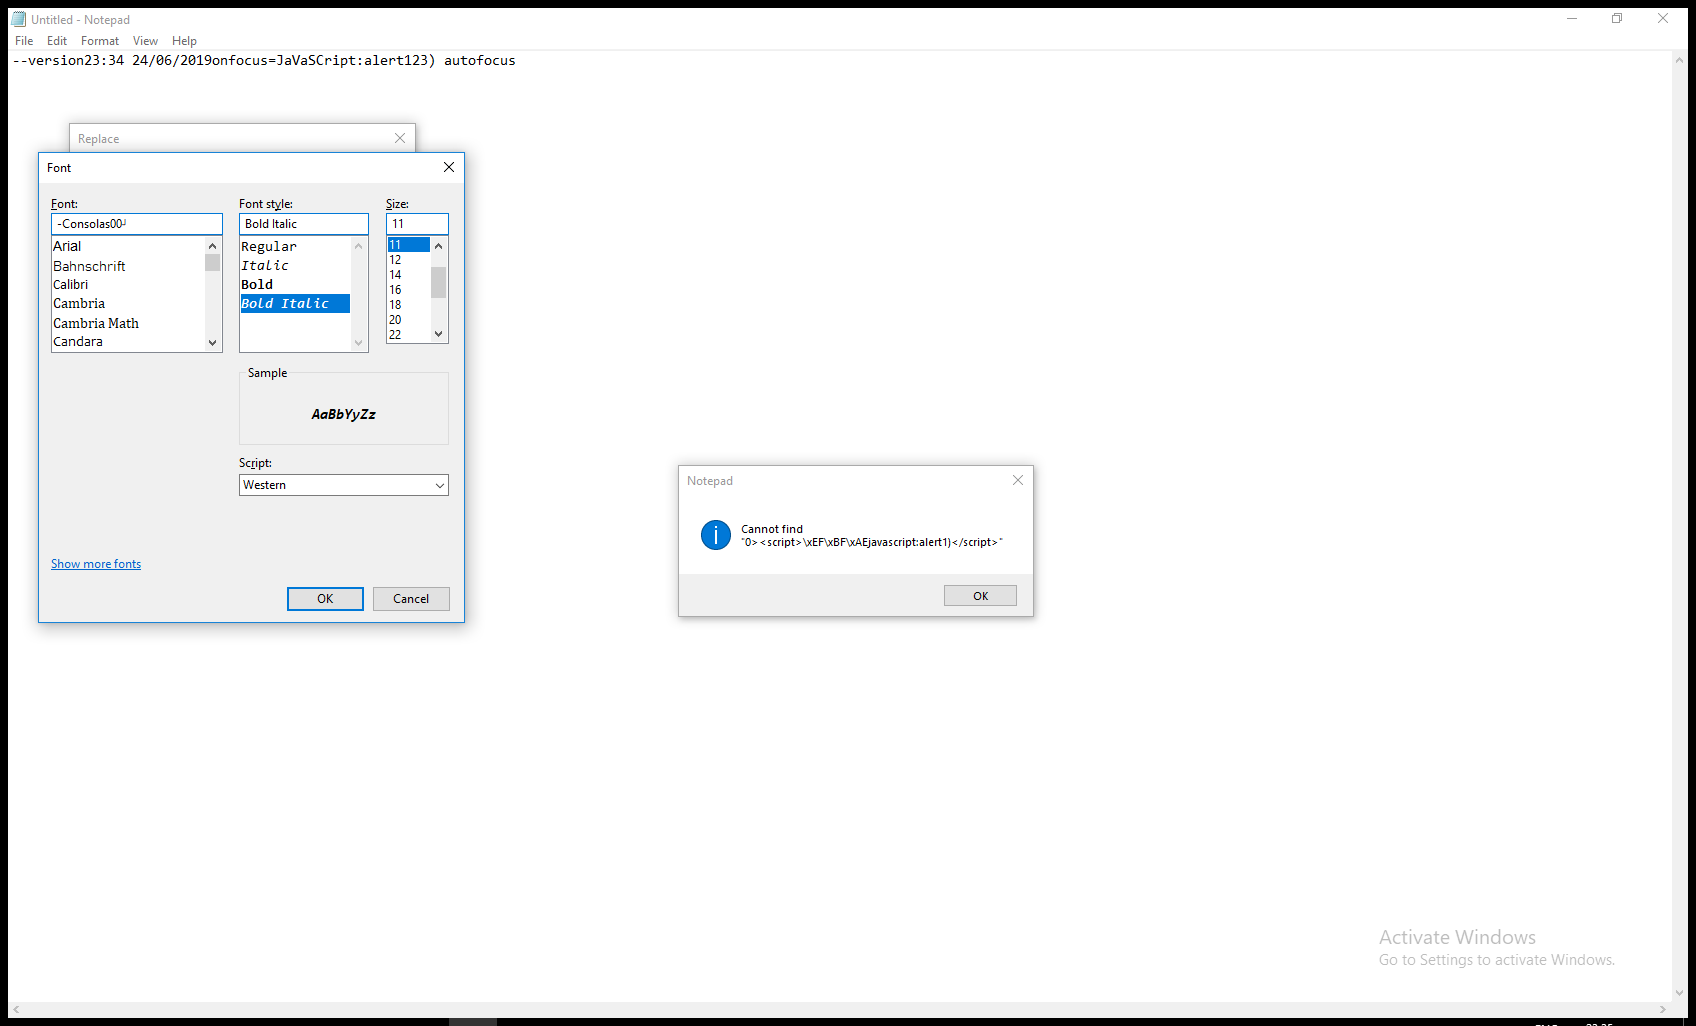 Untitled - Notepad
File Edit Format View Help
--version23:34 24/06/2019onfocus=JaVaSCript:alert123) autofocus
Replace
Font
Font:
-Consolas00
Arial
Bahnschrift
Calibri
Cambria
Cambria Math
Candara
Font style:
Bold Italic
Regular
Italic
Bold
Bold Italic
Size:
11
11
12
14
16
18
20
22
Sample
AaBbYyZz
Script:
Western
Show more fonts
OK
Cancel
Notepad
Cannot find
"0><script>\xEF\xBF\xAEjavascript:alert1)</script>"
OK
Activate Windows
Go to Settings to activate Windows.